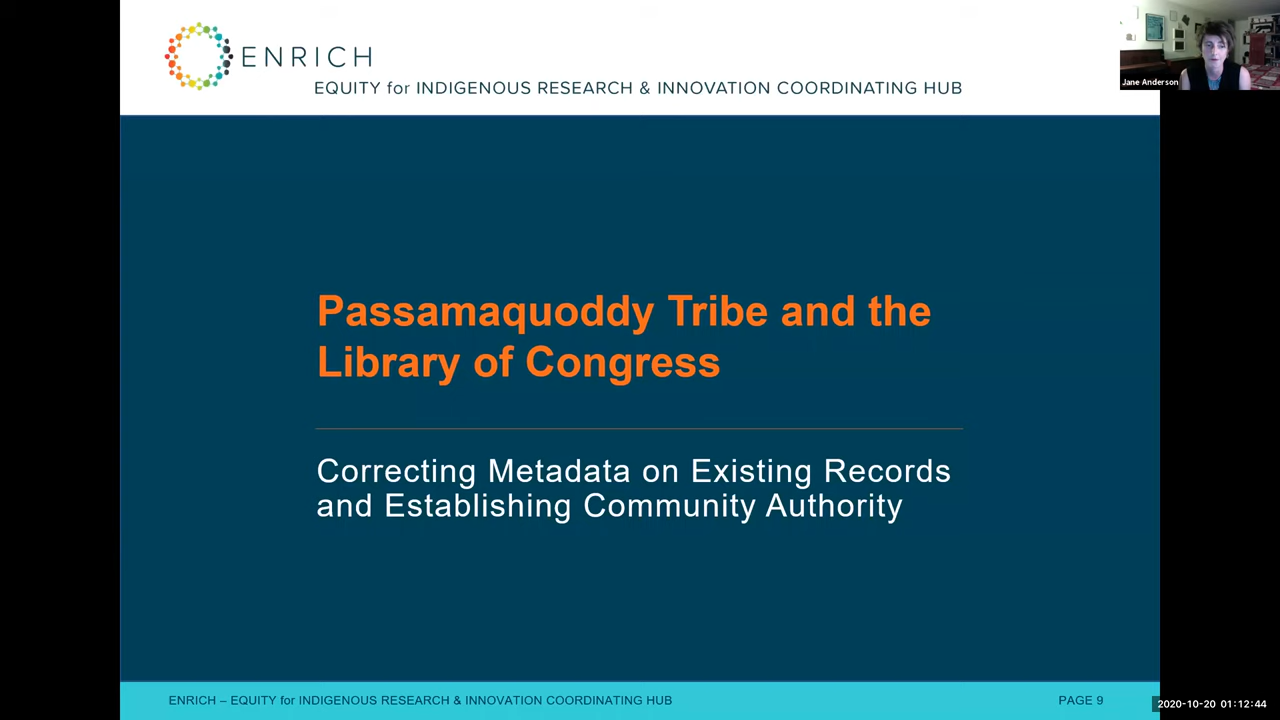 ENRICH
EQUITY for INDIGENOUS RESEARCH & INNOVATION COORDINATING HUB
Jane Anderson
Passamaquoddy Tribe and the
Library of Congress
Correcting Metadata on Existing Records
and Establishing Community Authority
ENRICH – EQUITY for INDIGENOUS RESEARCH & INNOVATION COORDINATING HUB
PAGE 9
2020-10-20 01:12:44